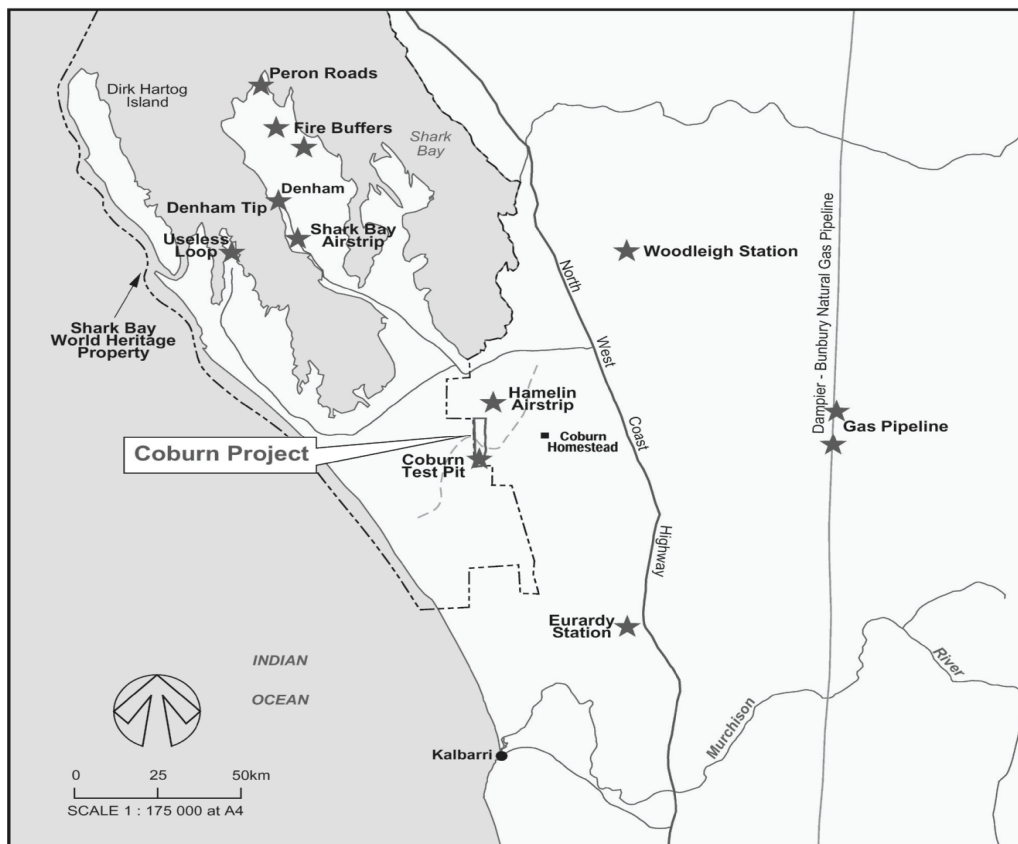 Peron Roads
Dirk Hartog
Island
Fire Buffers
Shark
Bay
Denham
Denham Tip
Useless
Loop
Shark Bay
Airstrip
Woodleigh Station
North
West
Coast
Highway
Dampier - Bunbury Natural Gas Pipeline
Shark Bay
World Heritage
Property
Hamelin
Airstrip
Gas Pipeline
Coburn
Homestead
Coburn Project
Coburn
Test Pit
Eurardy
Station
INDIAN
OCEAN
River
Murchison
Kalbarri
0 25 50km
SCALE 1 : 175 000 at A4